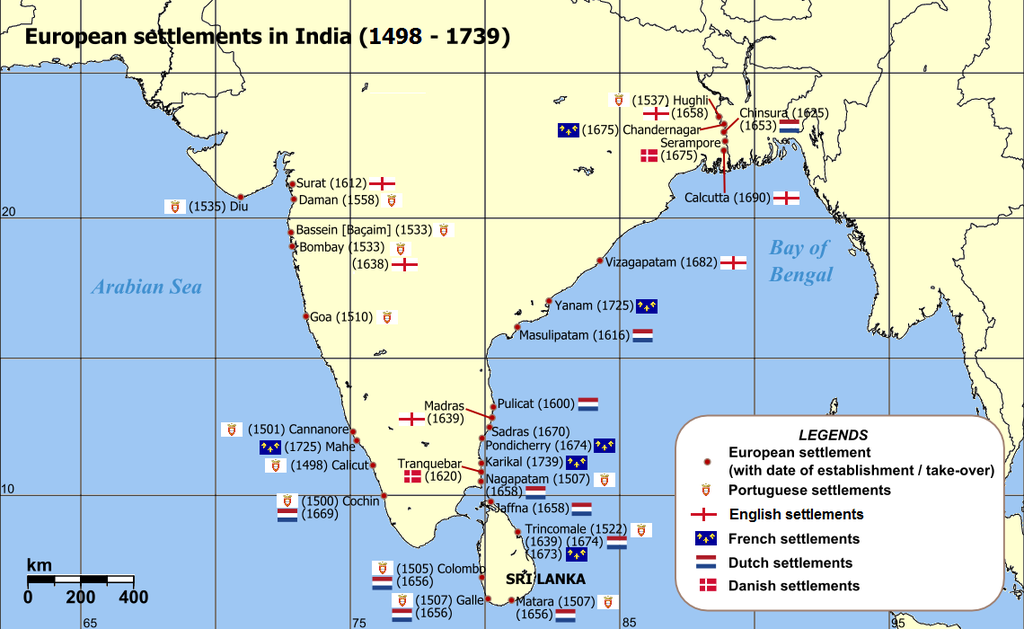 European settlements in India (1498 - 1739)
(1537) Hughli
(1658)
Chinsura (1625)
(1653)
(1675) Chandernagar
Serampore
(1675)
Calcutta (1690)
Surat (1612)
Daman (1558)
(1535) Diu
20
Bassein [Baçaim] (1533)
Bombay (1533)
(1638)
Arabian Sea
Bay of
Bengal
Vizagapatam (1682)
Yanam (1725)
Goa (1510)
Masulipatam (1616)
Pulicat (1600)
Madras
(1639)
(1501) Cannanore
Sadras (1670)
(1725) Mahé
Pondicherry (1674)
(1498) Calicut
Karikal (1739)
Tranquebar
(1620)
Nagapatam (1507)
(1658)
10
(1500) Cochin
(1669)
Jaffna (1658)
Trincomale (1522)
(1639) (1674)
(1673)
(1505) Colombo
(1656)
SRI LANKA
(1507) Galle
(1656)
Matara (1507)
(1656)
LEGENDS
European settlement
(with date of establishment / take-over)
Portuguese settlements
English settlements
French settlements
Dutch settlements
Danish settlements
km
0 200 400
65
75
85
95